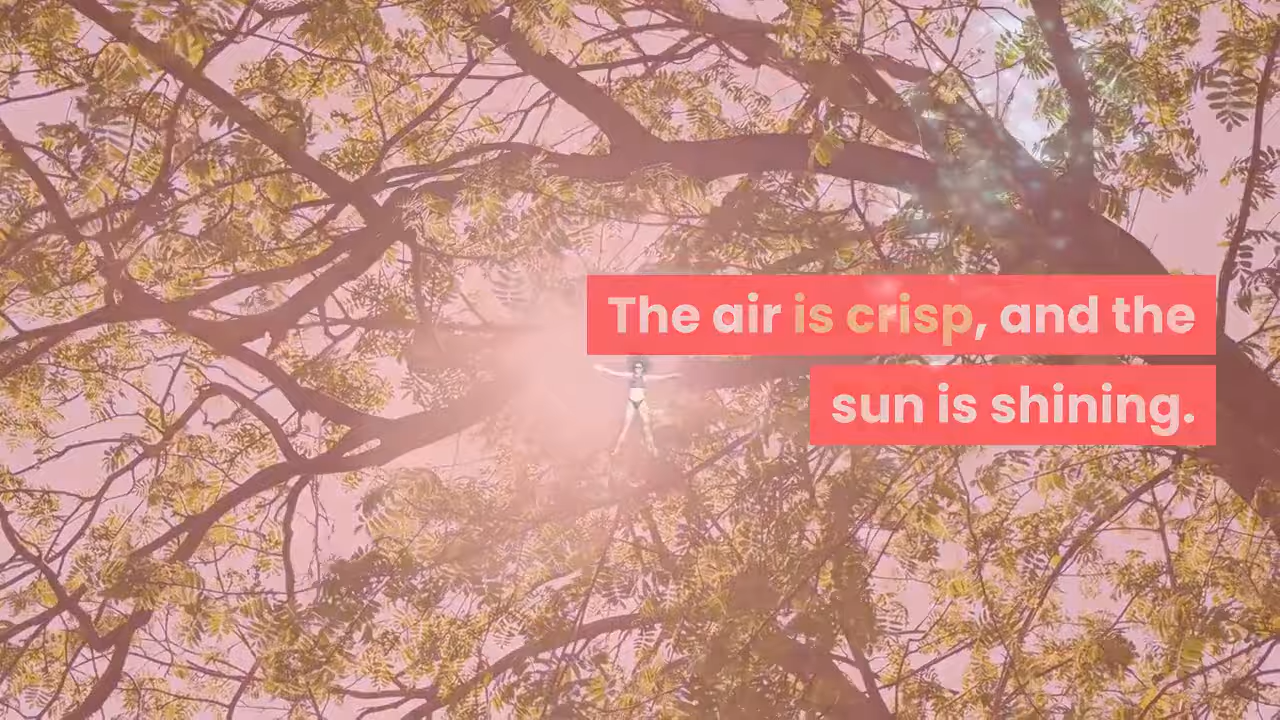 The air is crisp, and the
sun is shining.